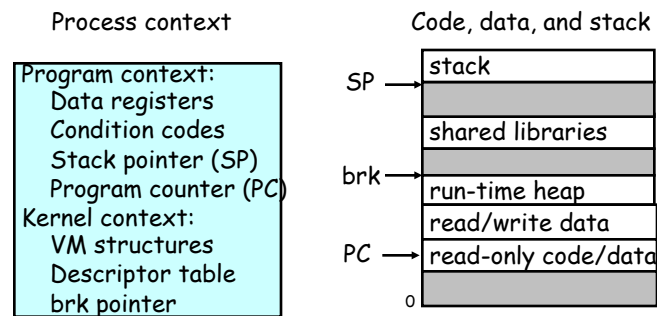 Process context
Program context:
Data registers
Condition codes
Stack pointer (SP)
Program counter (PC)
Kernel context:
VM structures
Descriptor table
brk pointer
Code, data, and stack
stack
SP
shared libraries
brk
run-time heap
read/write data
PC
read-only code/data
0